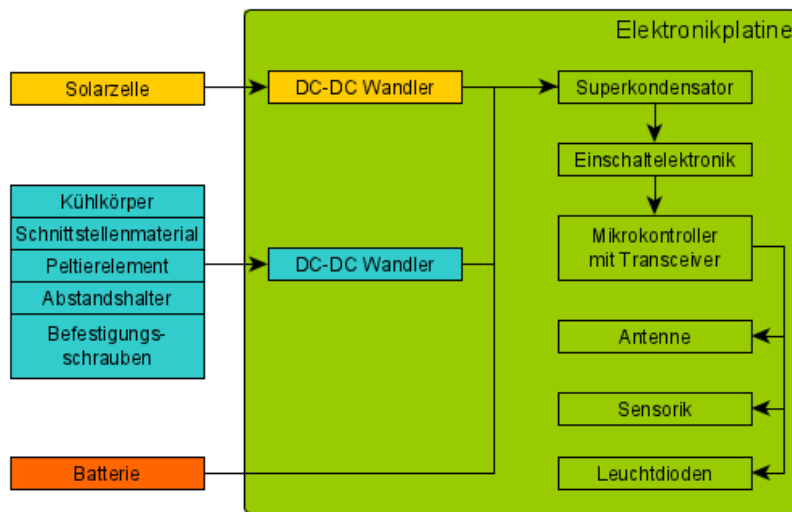 Elektronikplatine
Solarzelle
DC-DC Wandler
Superkondensator
Einschaltelektronik
Kühlkörper
Schnittstellenmaterial
Peltierelement
Abstandshalter
Befestigungs-
schrauben
DC-DC Wandler
Mikrokontroller
mit Transceiver
Antenne
Sensorik
Batterie
Leuchtdioden